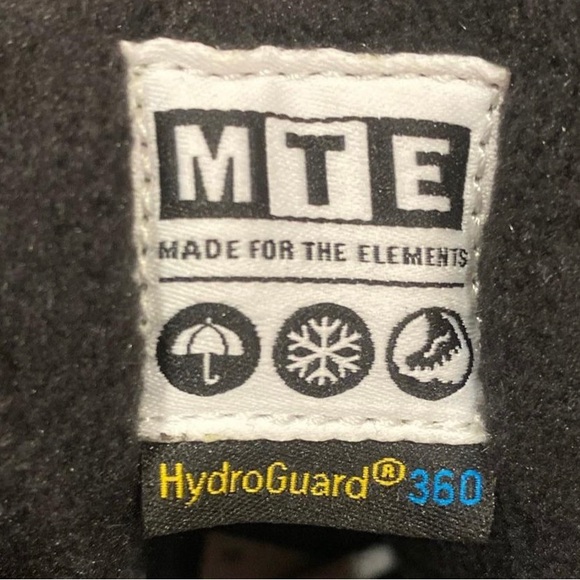 MTE
MADE FOR THE ELEMENTS
HydroGuard® 360